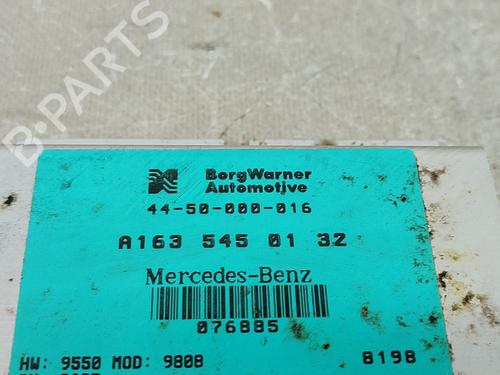 B-PARTS
BorgWarner
Automotive
44-50-000-016
A163 545 01 32
Mercedes-Benz
076885
HW: 9550 MOD: 9808 8198